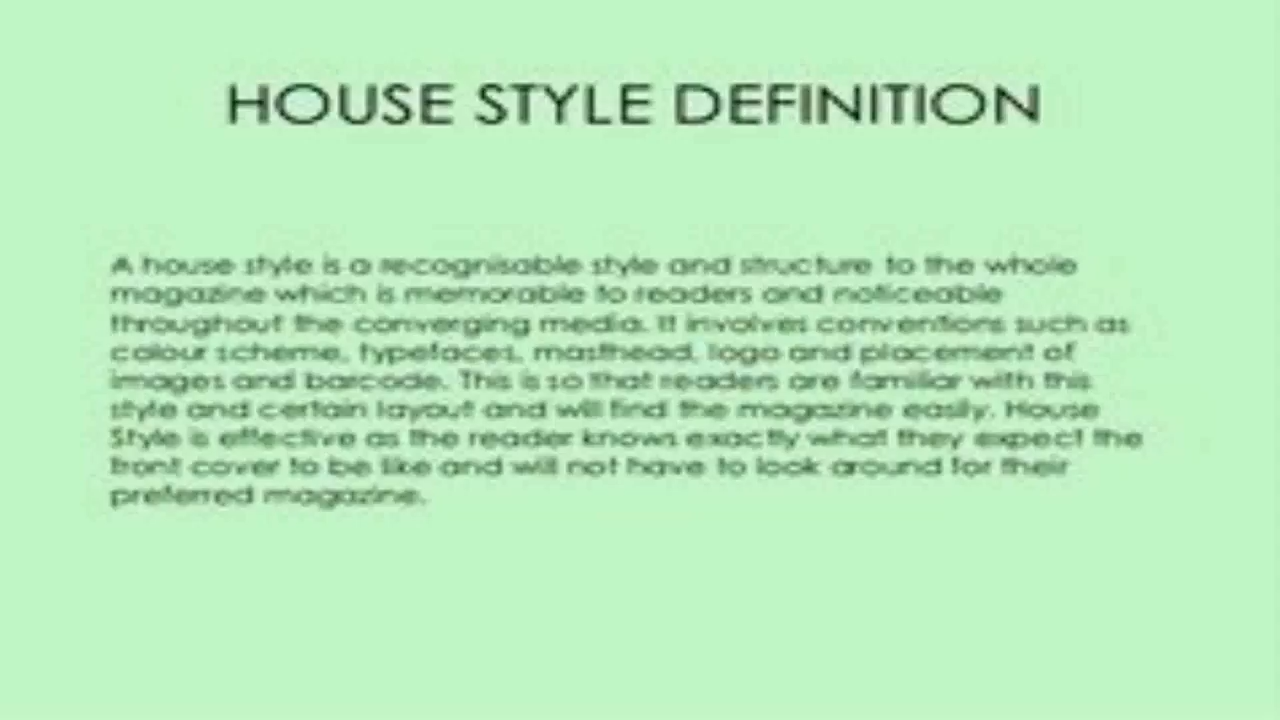 HOUSE STYLE DEFINITION
A house style is a recognisable style and structure to the whole
magazine which is memorable to readers and noticeable
throughout the converging media. It involves conventions such as
colour scheme, typefaces, masthead, logo and placement of
images and barcode. This is so that readers are familiar with this
style and certain layout and will find the magazine easily. House
Style is effective as the reader knows exactly what they expect the
front cover to be like and will not have to look around for their
preferred magazine.